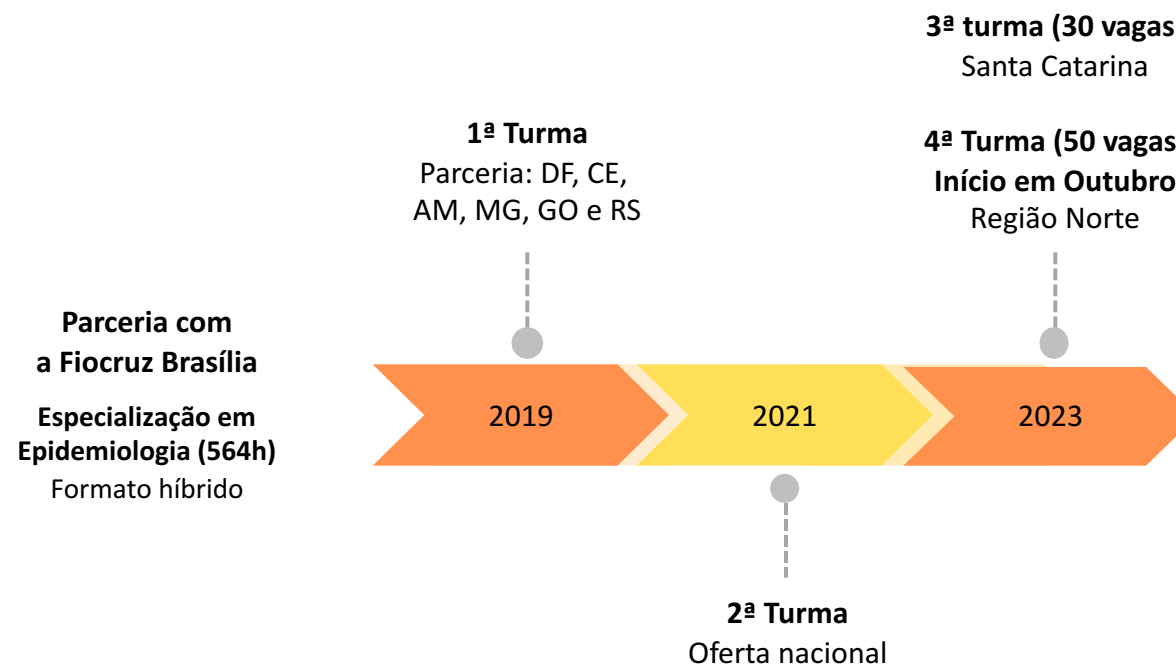 3ª turma (30 vagas
Santa Catarina
4ª Turma (50 vagas
Início em Outubro
Região Norte
1ª Turma
Parceria: DF, CE,
AM, MG, GO e RS
Parceria com
a Fiocruz Brasília
Especialização em
Epidemiologia (564h)
Formato híbrido
2019
2021
2023
2ª Turma
Oferta nacional